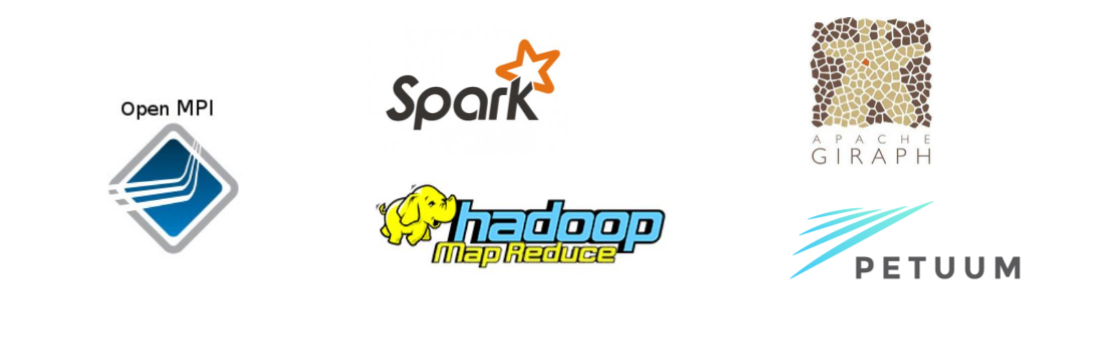 Open MPI
Spark
hadoop
Map Reduce
APACHE
GIRAPH
PETUUM